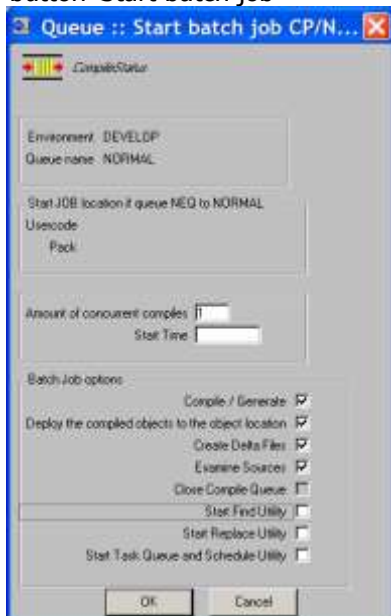 button 'Start batch job'
Queue :: Start batch job CP/N...
CompileStatus
Environment DEVELOP
Queue name NORMAL
Start JOB location if queue NEQ to NORMAL
Usercode
Pack
Amount of concurrent compiles 1
Start Time
Batch Job options
Compile / Generate
Deploy the compiled objects to the object location
Create Delta Files
Examine Sources
Close Compile Queue
Start Find Utility
Start Replace Utility
Start Task Queue and Schedule Utility
OK Cancel